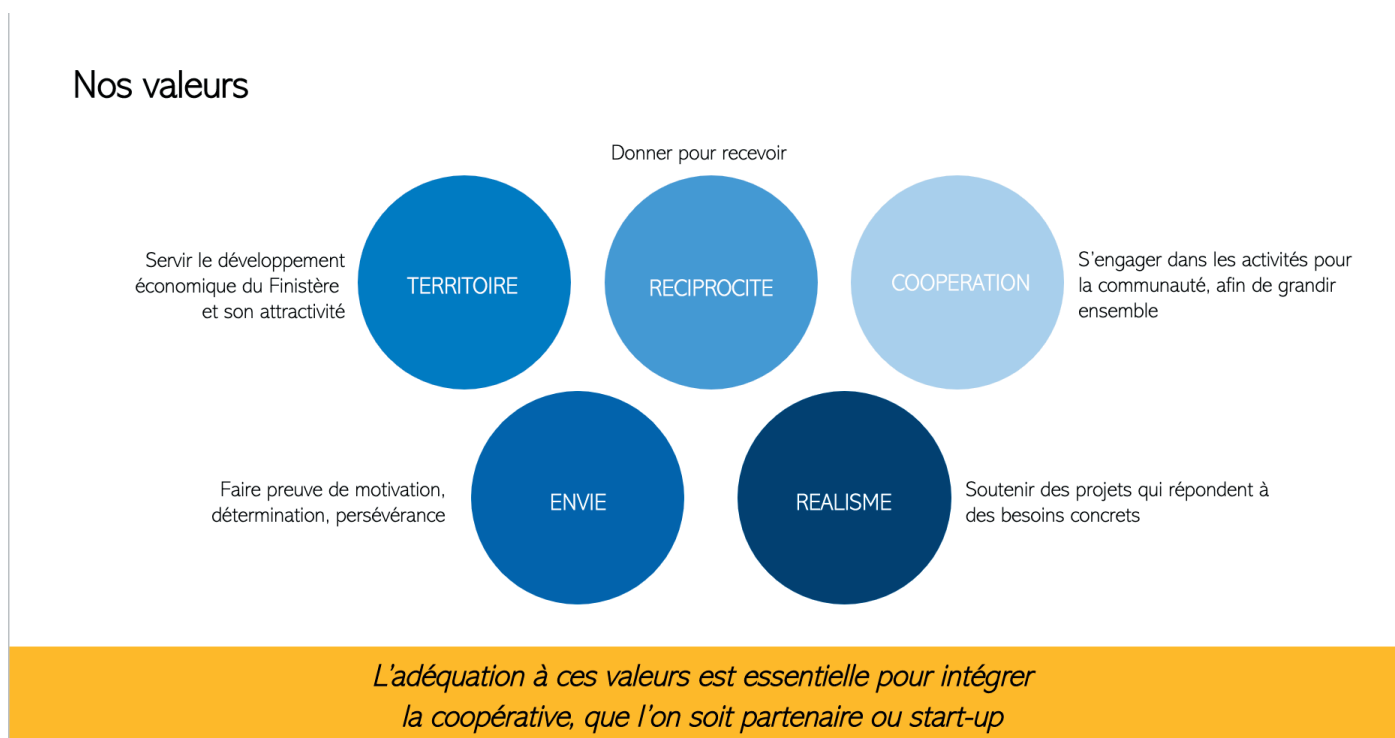 Nos valeurs
Donner pour recevoir
Servir le développement
économique du Finistère
et son attractivité
TERRITOIRE
RECIPROCITE
COOPERATION
S'engager dans les activités pour
la communauté, afin de grandir
ensemble
Faire preuve de motivation,
détermination, persévérance
ENVIE
REALISME
Soutenir des projets qui répondent à
des besoins concrets
L'adéquation à ces valeurs est essentielle pour intégrer
la coopérative, que l'on soit partenaire ou start-up